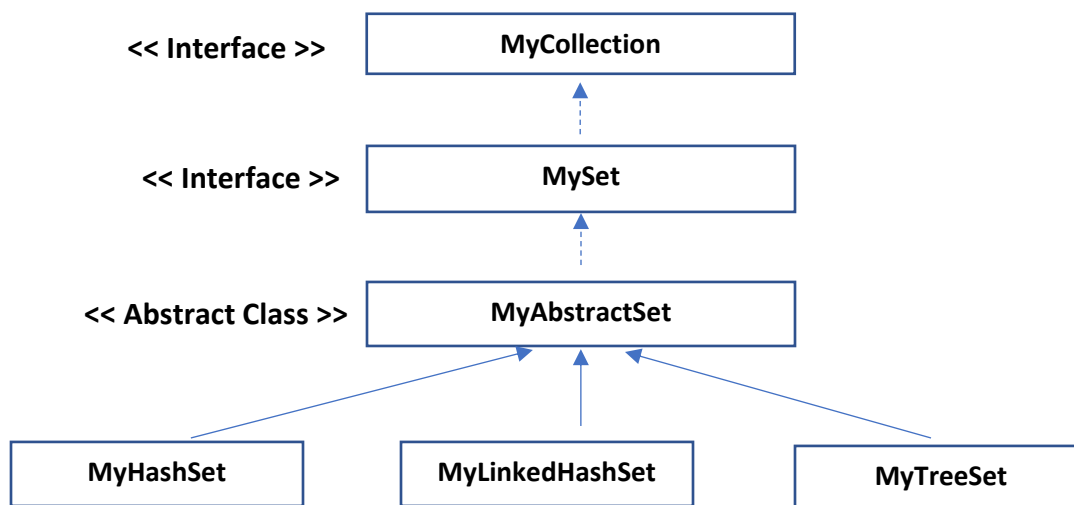 << Interface >> MyCollection
<< Interface >> MySet
<< Abstract Class >> MyAbstractSet
MyHashSet MyLinkedHashSet MyTreeSet